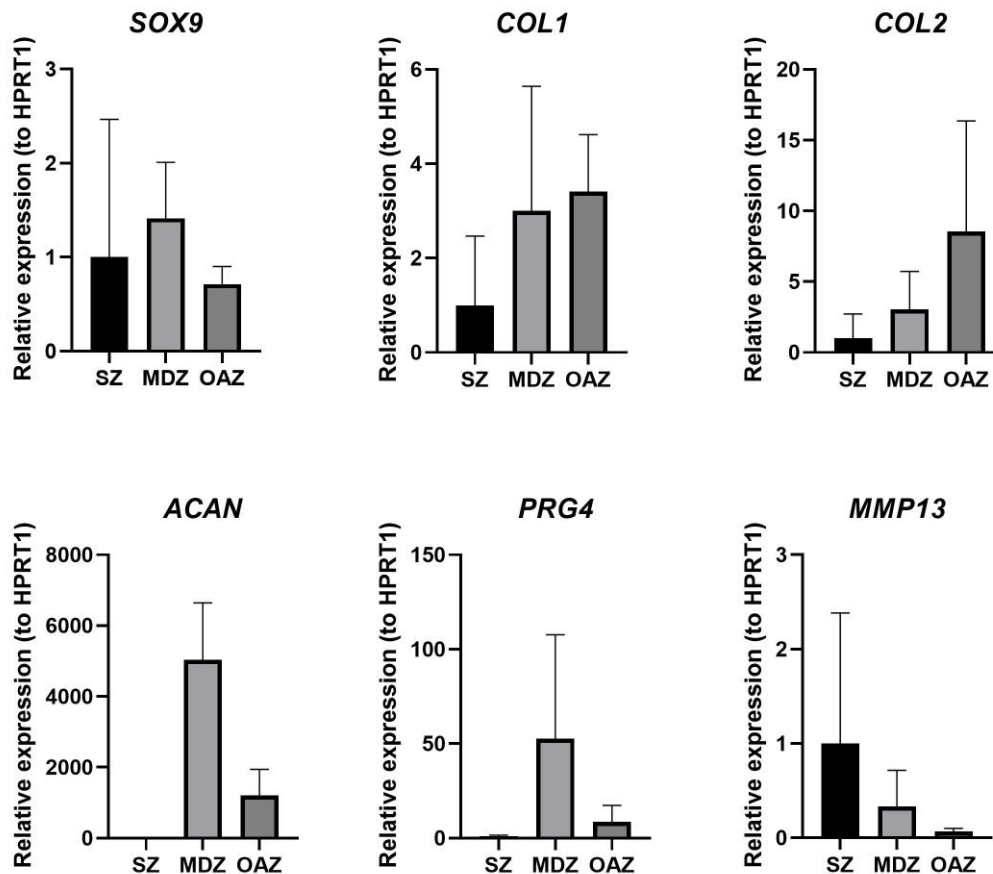 SOX9
Relative expression (to HPRT1)
3
2
1
0
SZ MDZ OAZ
COL1
Relative expression (to HPRT1)
6
4
2
0
SZ MDZ OAZ
COL2
Relative expression (to HPRT1)
20
15
10
5
0
SZ MDZ OAZ
ACAN
Relative expression (to HPRT1)
8000
6000
4000
2000
0
SZ MDZ OAZ
PRG4
Relative expression (to HPRT1)
150
100
50
0
SZ MDZ OAZ
MMP13
Relative expression (to HPRT1)
3
2
1
0
SZ MDZ OAZ